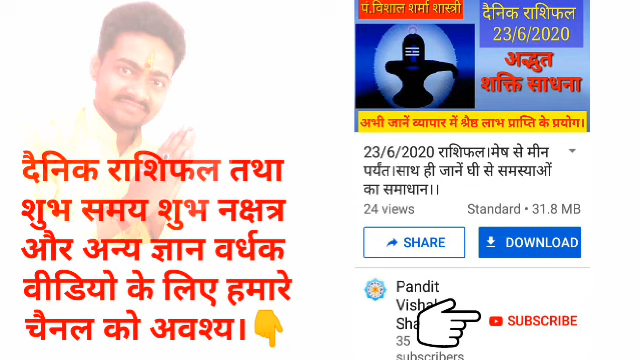 दैनिक राशिफल तथा
शुभ समय शुभ नक्षत्र
और अन्य ज्ञान वर्धक
वीडियो के लिए हमारे
चैनल को अवश्य।👇
पं.विशाल शर्मा शास्त्री
दैनिक राशिफल
23/6/2020
अद्भुत
शक्ति साधना
अभी जानें व्यापार में श्रेष्ठ लाभ प्राप्ति के प्रयोग।
23/6/2020 राशिफल।मेष से मीन
पर्यंत।साथ ही जानें घी से समस्याओं
का समाधान।।
24 views
Standard • 31.8 MB
SHARE
DOWNLOAD
Pandit
Vishal
Sha
35
subscribers
SUBSCRIBE